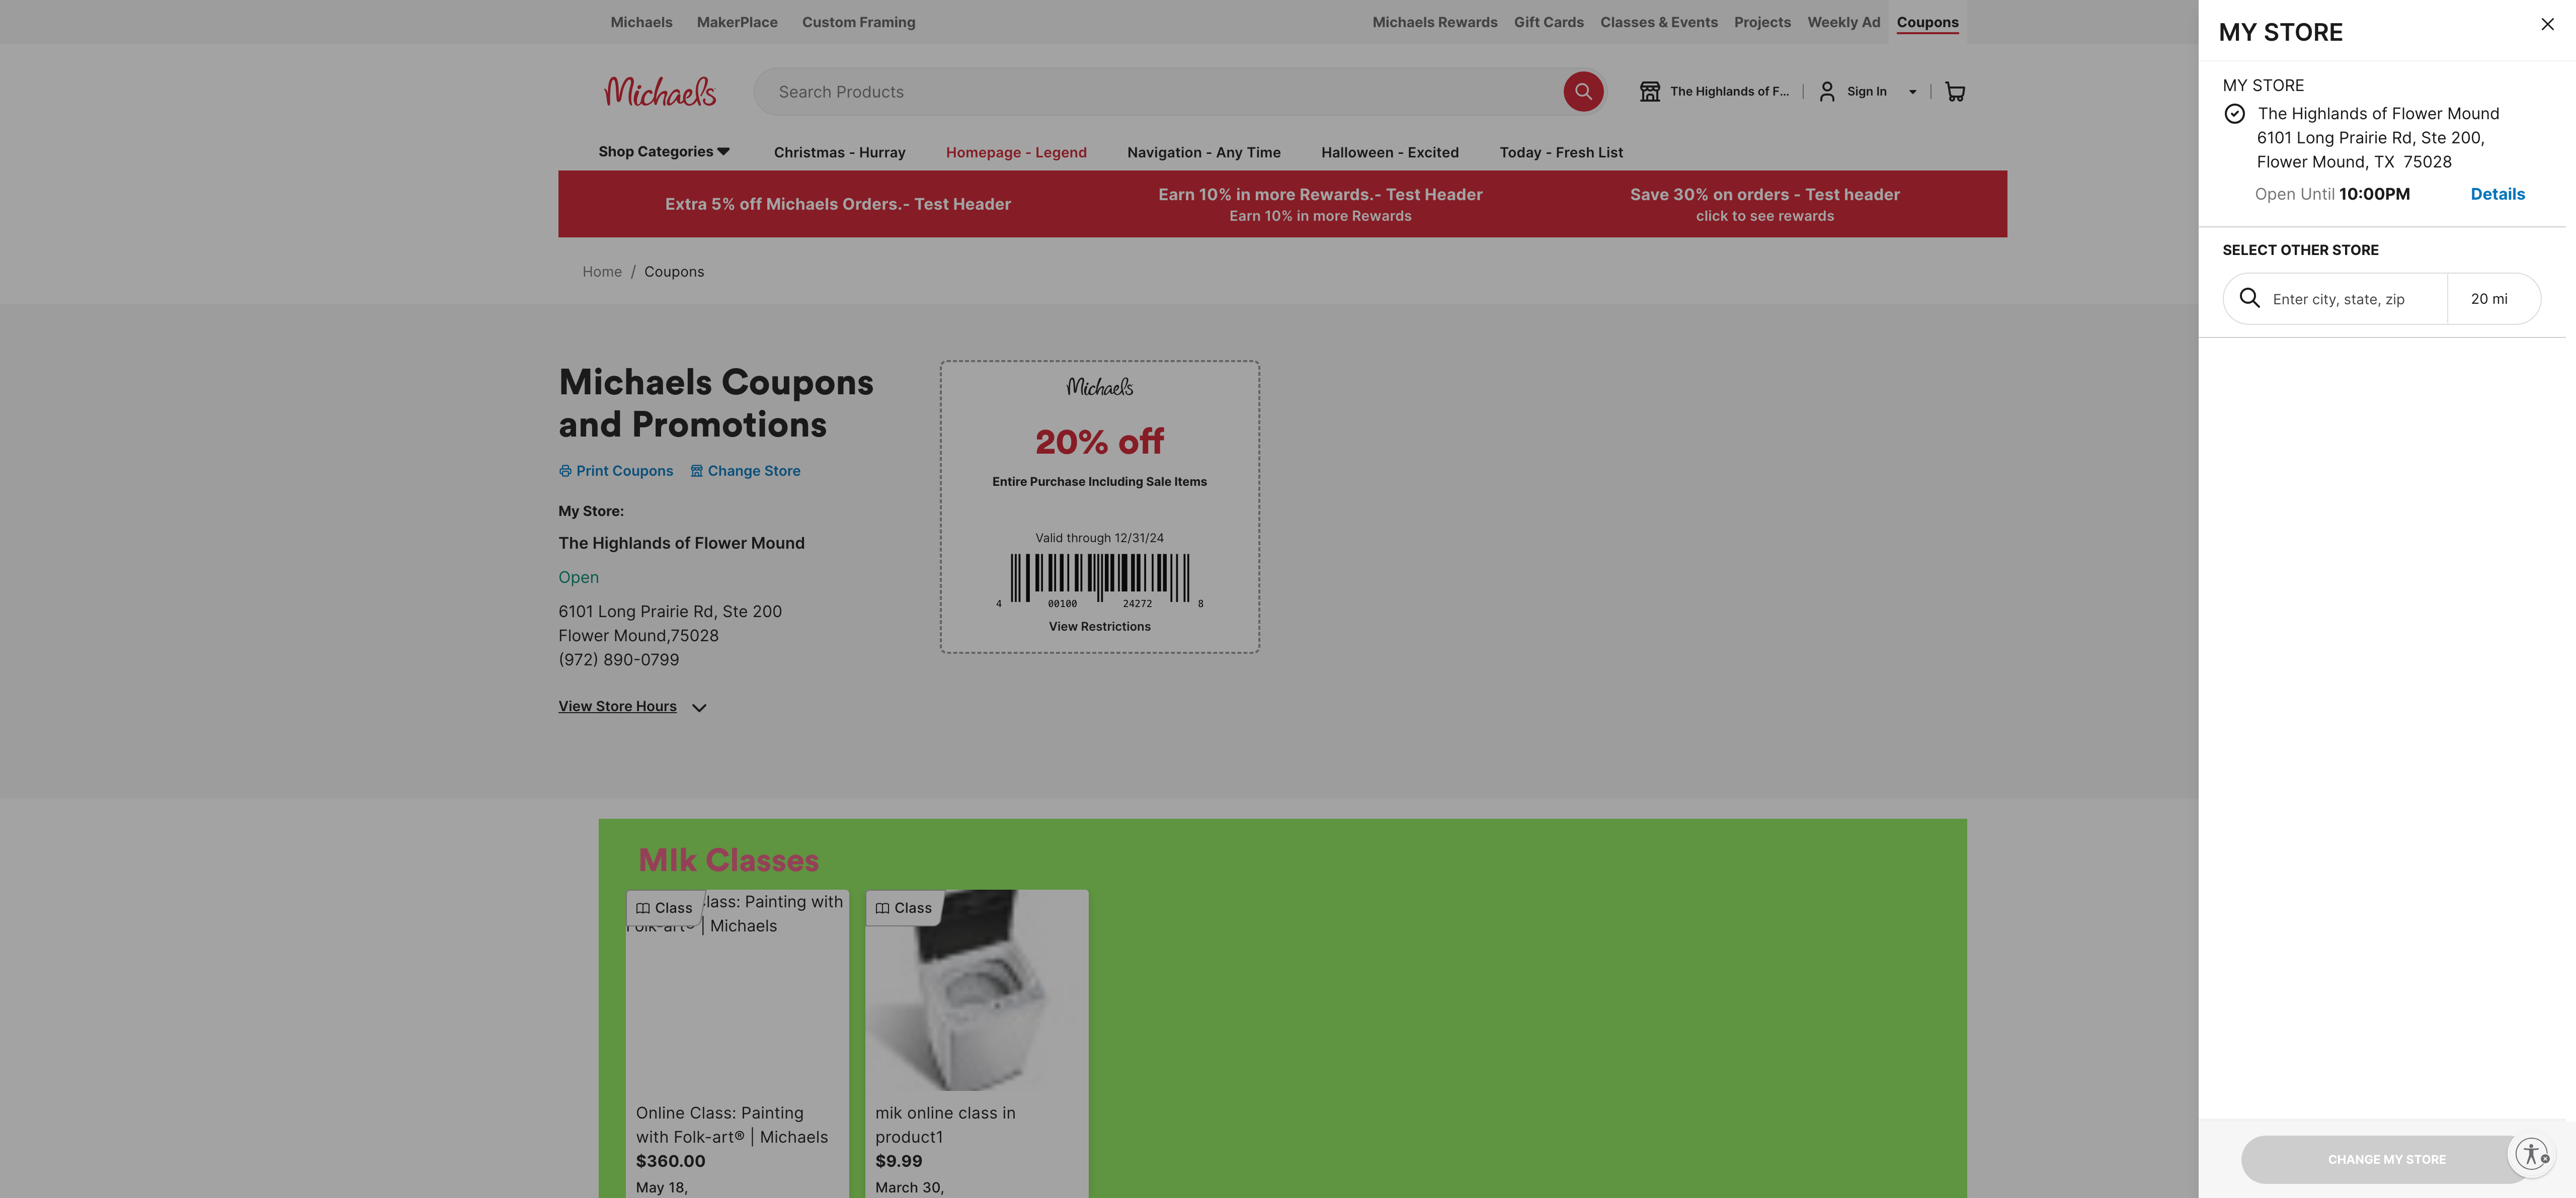 Michaels MakerPlace Custom Framing Michaels Rewards Gift Cards Classes & Events Projects Weekly Ad Coupons
Michaels
Search Products
The Highlands of F...
Sign In
Shop Categories
Christmas - Hurray
Homepage - Legend
Navigation - Any Time
Halloween - Excited
Today - Fresh List
Extra 5% off Michaels Orders.- Test Header
Earn 10% in more Rewards.- Test Header
Earn 10% in more Rewards
Save 30% on orders - Test header
click to see rewards
Home / Coupons
Michaels Coupons
and Promotions
Print Coupons
Change Store
My Store:
The Highlands of Flower Mound
Open
6101 Long Prairie Rd, Ste 200
Flower Mound,75028
(972) 890-0799
View Store Hours
Michaels
20% off
Entire Purchase Including Sale Items
Valid through 12/31/24
4 00100 24272 8
View Restrictions
MIk Classes
Class
lass: Painting with
Folk-art® | Michaels
Online Class: Painting
with Folk-art® | Michaels
$360.00
May 18,
Class
mik online class in
product1
$9.99
March 30,
MY STORE
MY STORE
The Highlands of Flower Mound
6101 Long Prairie Rd, Ste 200,
Flower Mound, TX 75028
Open Until 10:00PM
Details
SELECT OTHER STORE
Enter city, state, zip
20 mi
CHANGE MY STORE